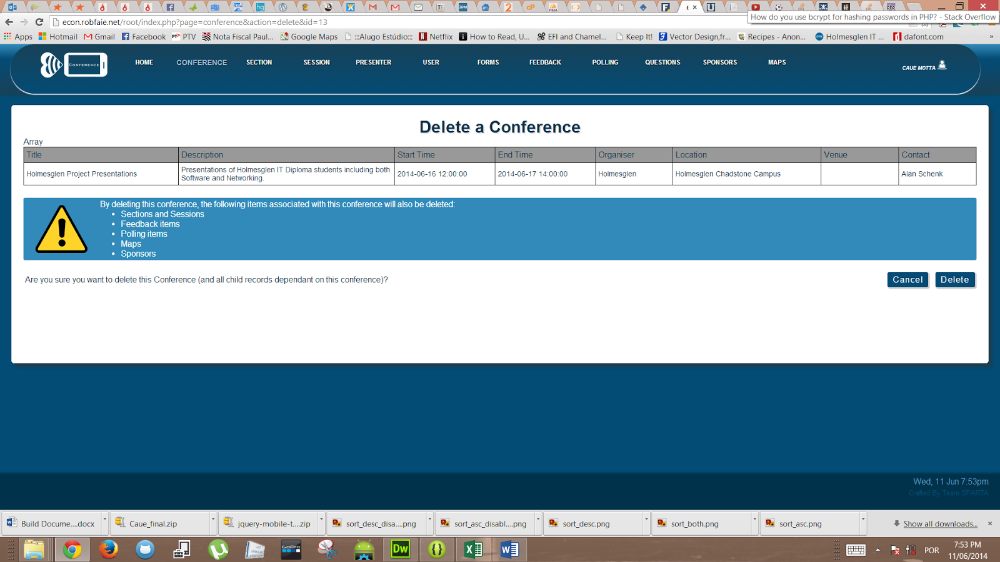 How do you use bcrypt for hashing passwords in PHP? - Stack Overflow
econ.robfaie.net/root/index.php?page=conference&action=delete&id=13
Apps Hotmail Gmail Facebook PTV Nota Fiscal Paul... Google Maps :::Alugo Estúdio::: Netflix How to Read, U... EFI and Chamel... Keep It! Vector Design,fr... Recipes - Anon... Holmesglen IT ... dafont.com »
CONFERENCE
HOME CONFERENCE SECTION SESSION PRESENTER USER FORMS FEEDBACK POLLING QUESTIONS SPONSORS MAPS
CAUE MOTTA
Delete a Conference
Array
Title Description Start Time End Time Organiser Location Venue Contact
Holmesglen Project Presentations Presentations of Holmesglen IT Diploma students including both Software and Networking. 2014-06-16 12:00:00 2014-06-17 14:00:00 Holmesglen Holmesglen Chadstone Campus Alan Schenk
By deleting this conference, the following items associated with this conference will also be deleted:
• Sections and Sessions
• Feedback items
• Polling items
• Maps
• Sponsors
Are you sure you want to delete this Conference (and all child records dependant on this conference)?
Cancel Delete
Wed, 11 Jun 7:53pm
Crafted By Team SPARTA
Build Docume....docx Caue_final.zip jquery-mobile-t....zip sort_desc_disa....png sort_asc_disabl....png sort_desc.png sort_both.png sort_asc.png Show all downloads...
GoPro Dw
POR
7:53 PM
11/06/2014